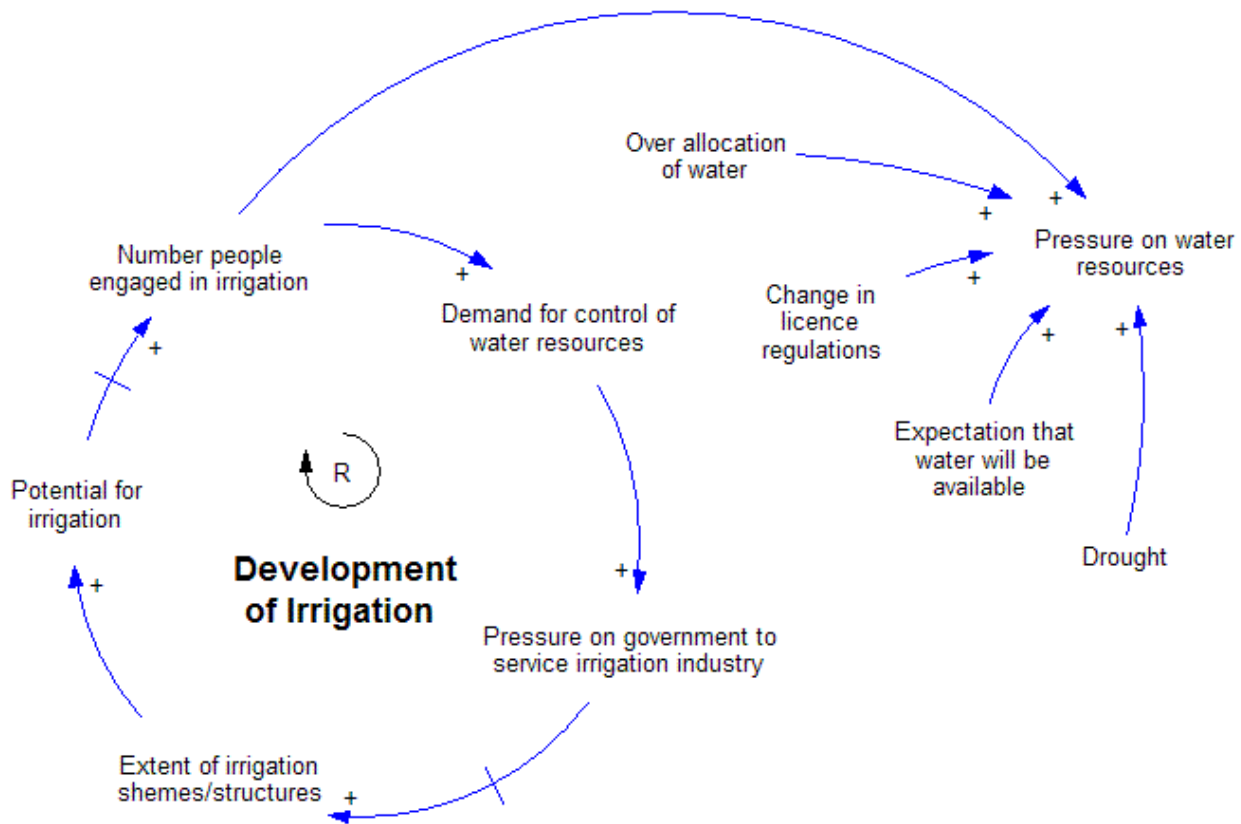 Over allocation
of water
+
+
Number people
engaged in irrigation
+
Pressure on water
resources
+
Change in
licence
regulations
Demand for control of
water resources
+
+
+
Expectation that
water will be
available
Potential for
irrigation
R
Drought
+
Development
of Irrigation
+
Pressure on government to
service irrigation industry
Extent of irrigation
shemes/structures
+